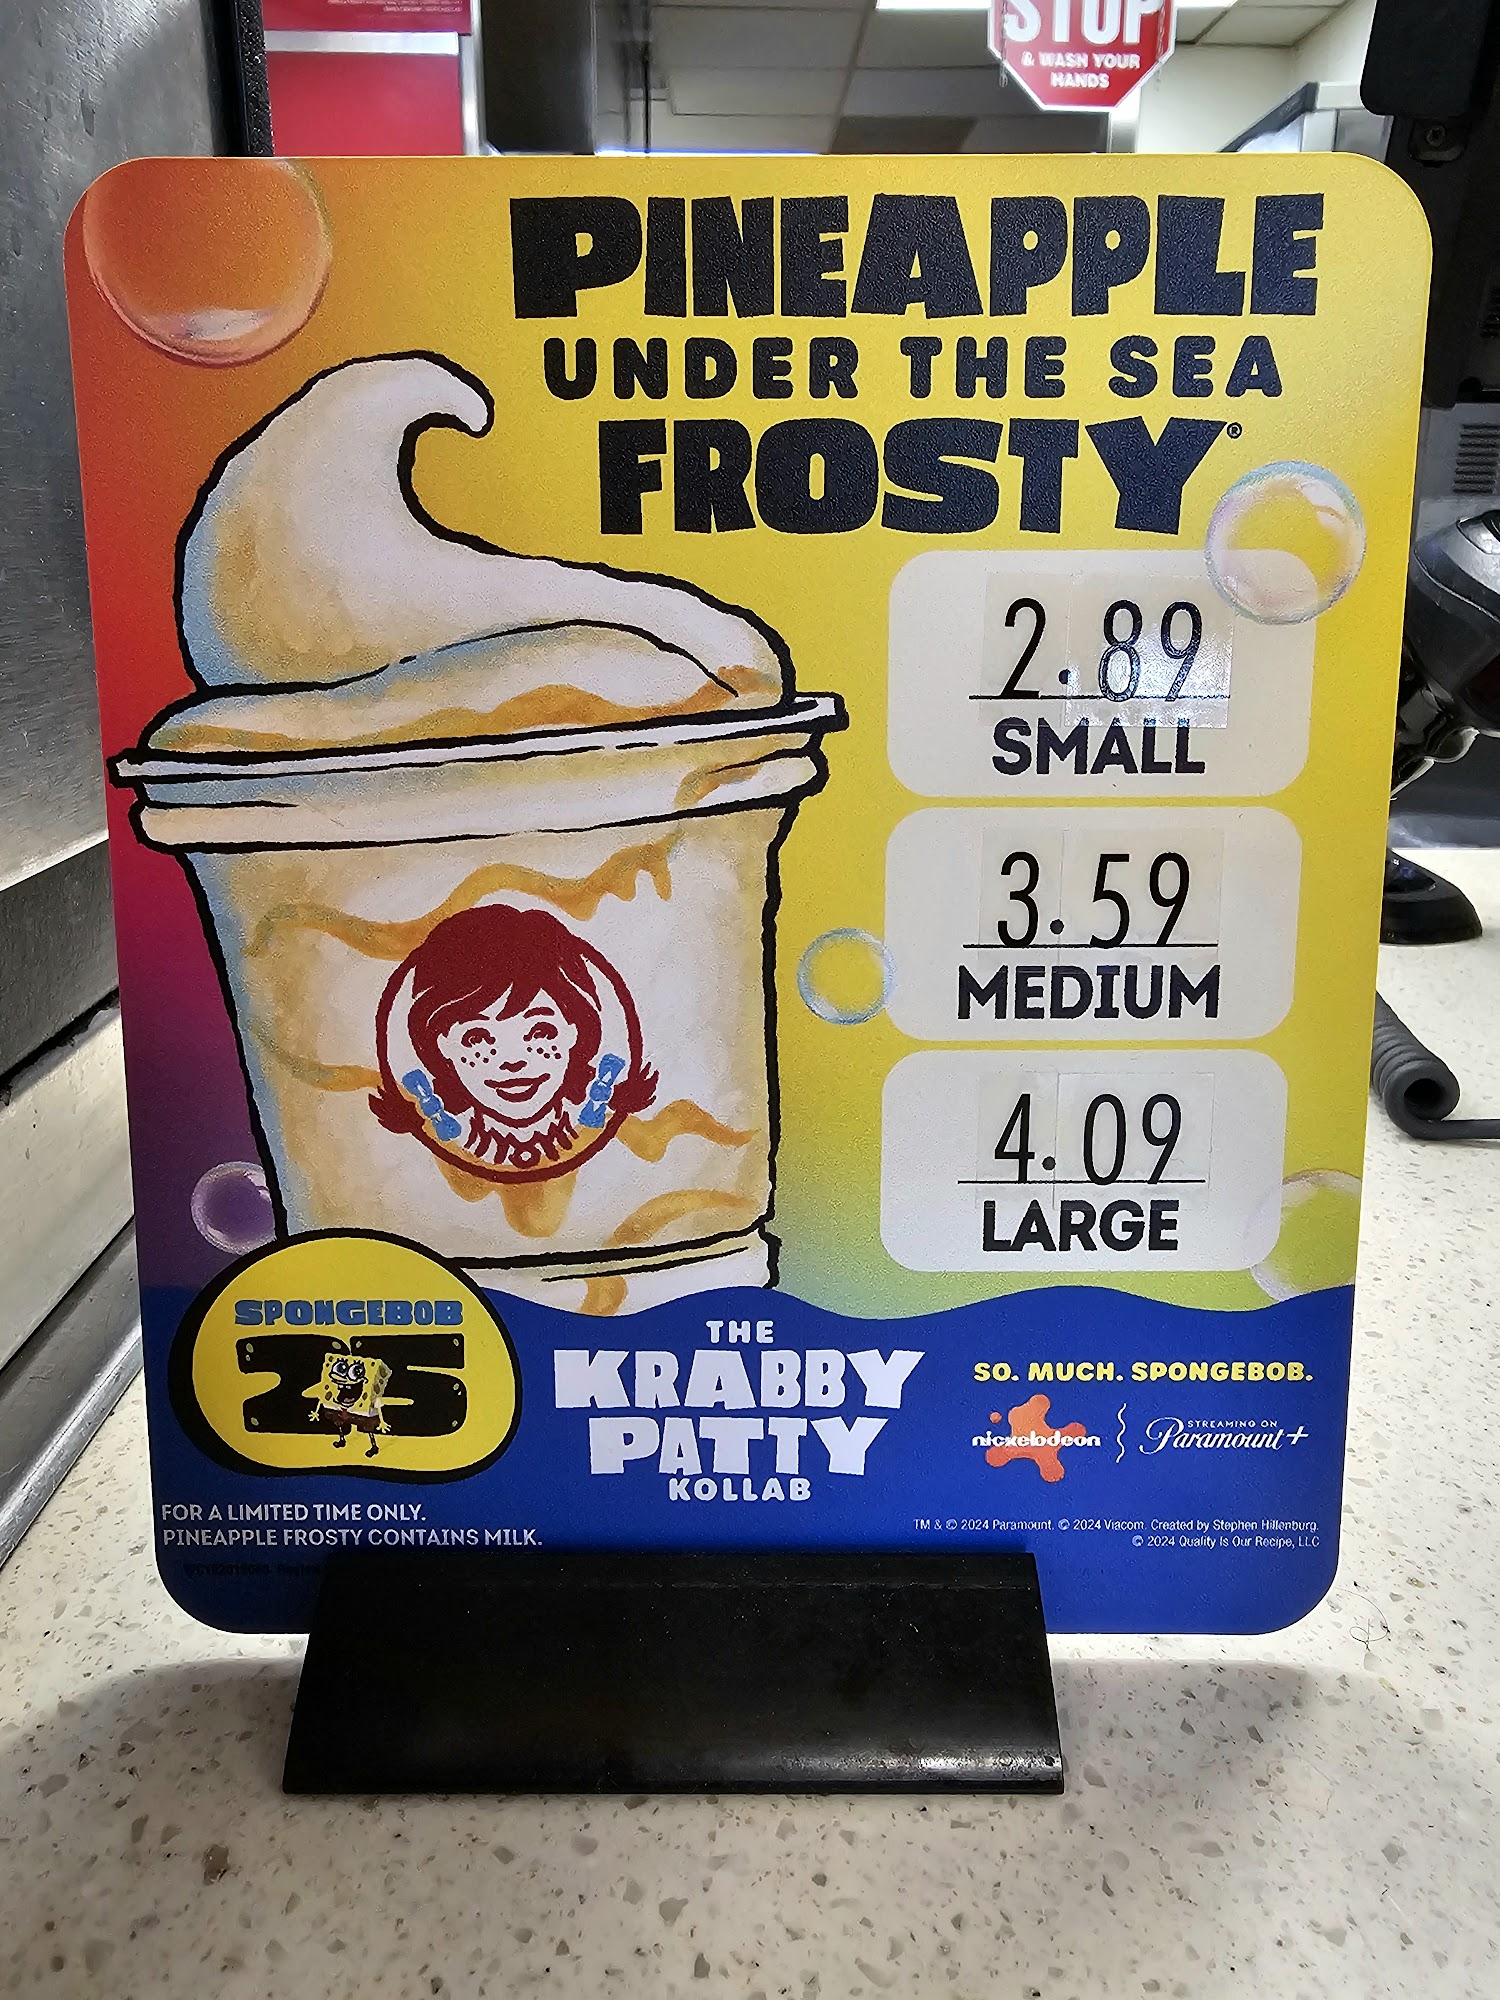 STOP
& WASH YOUR
HANDS
PINEAPPLE
UNDER THE SEA
FROSTY®
2.89
SMALL
3.59
MEDIUM
4.09
LARGE
SPONGEBOB
25
THE
KRABBY
PATTY
KOLLAB
SO. MUCH. SPONGEBOB.
nickelodeon
STREAMING ON
Paramount+
FOR A LIMITED TIME ONLY.
PINEAPPLE FROSTY CONTAINS MILK.
TM & © 2024 Paramount. © 2024 Viacom. Created by Stephen Hillenburg.
© 2024 Quality Is Our Recipe, LLC